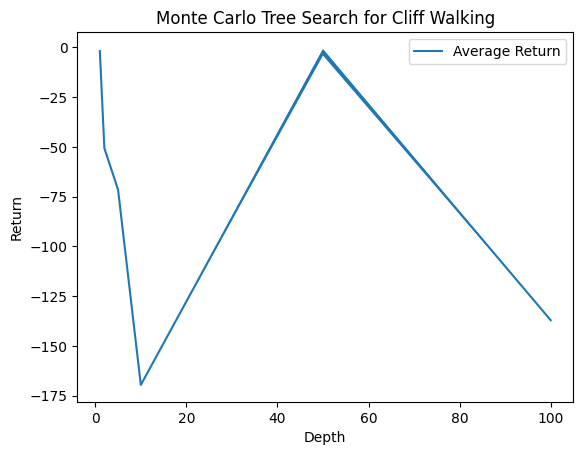 Monte Carlo Tree Search for Cliff Walking
Average Return
0
−25
−50
−75
−100
−125
−150
−175
Return
0 20 40 60 80 100
Depth